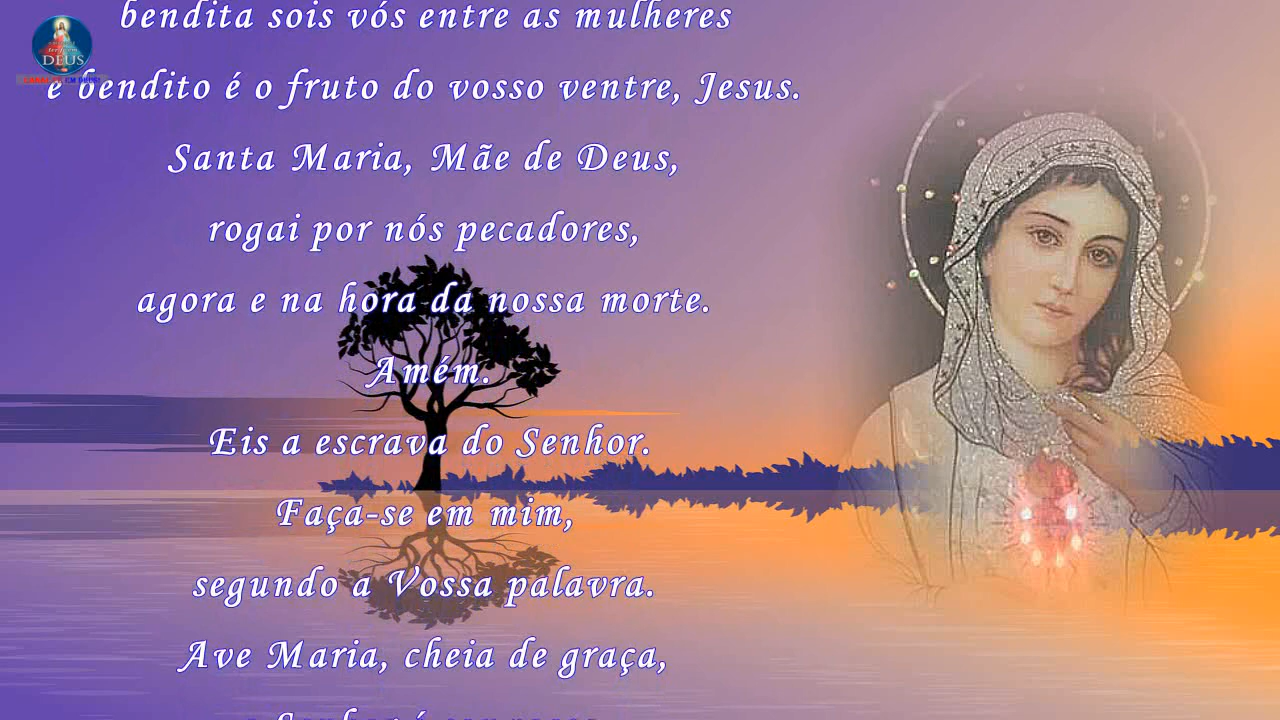 DEUS
bendita sois vós entre as mulheres
e bendito é o fruto do vosso ventre, Jesus.
Santa Maria, Mãe de Deus,
rogai por nós pecadores,
agora e na hora da nossa morte.
Amém.
Eis a escrava do Senhor.
Faça-se em mim,
segundo a Vossa palavra.
Ave Maria, cheia de graça,